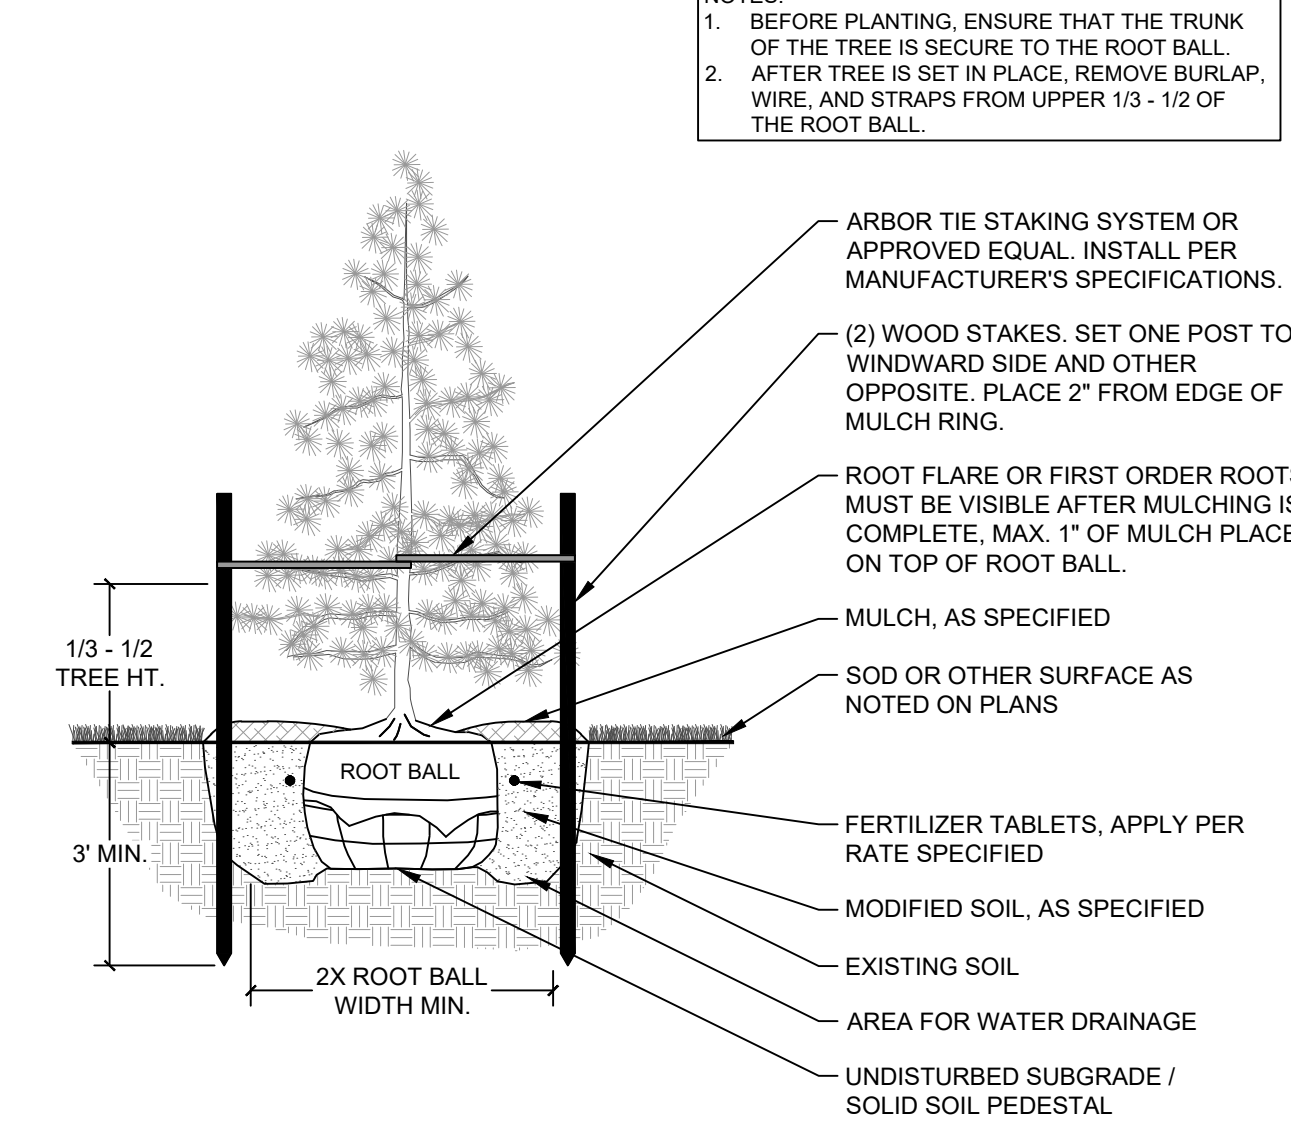 NOTES:
1. BEFORE PLANTING, ENSURE THAT THE TRUNK
OF THE TREE IS SECURE TO THE ROOT BALL.
2. AFTER TREE IS SET IN PLACE, REMOVE BURLAP,
WIRE, AND STRAPS FROM UPPER 1/3 - 1/2 OF
THE ROOT BALL.
ARBOR TIE STAKING SYSTEM OR
APPROVED EQUAL. INSTALL PER
MANUFACTURER'S SPECIFICATIONS.
(2) WOOD STAKES. SET ONE POST TO
WINDWARD SIDE AND OTHER
OPPOSITE. PLACE 2" FROM EDGE OF
MULCH RING.
ROOT FLARE OR FIRST ORDER ROOTS
MUST BE VISIBLE AFTER MULCHING IS
COMPLETE, MAX. 1" OF MULCH PLACE
ON TOP OF ROOT BALL.
MULCH, AS SPECIFIED
SOD OR OTHER SURFACE AS
NOTED ON PLANS
1/3 - 1/2
TREE HT.
ROOT BALL
3' MIN.
2X ROOT BALL
WIDTH MIN.
FERTILIZER TABLETS, APPLY PER
RATE SPECIFIED
MODIFIED SOIL, AS SPECIFIED
EXISTING SOIL
AREA FOR WATER DRAINAGE
UNDISTURBED SUBGRADE /
SOLID SOIL PEDESTAL